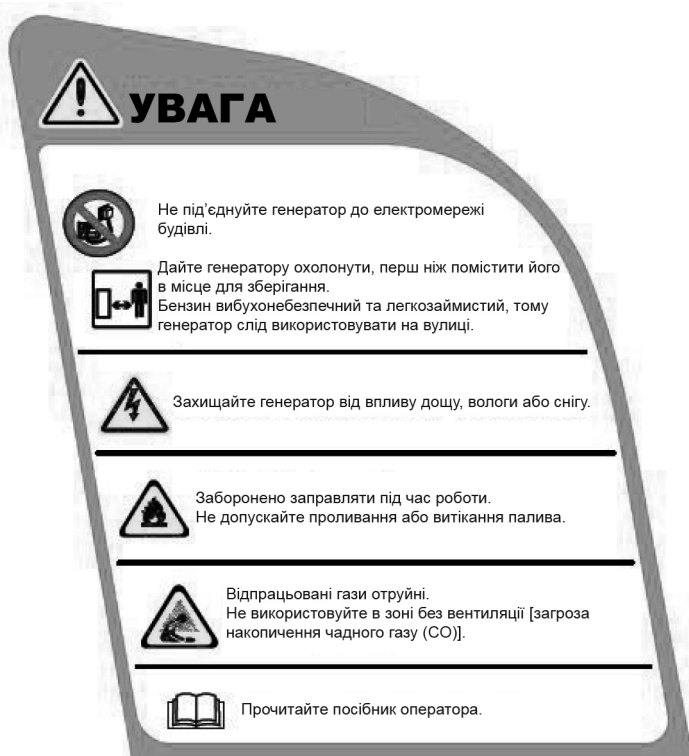 УВАГА
Не під’єднуйте генератор до електромережі
будівлі.
Дайте генератору охолонути, перш ніж помістити його
в місце для зберігання.
Бензин вибухонебезпечний та легкозаймистий, тому
генератор слід використовувати на вулиці.
Захищайте генератор від впливу дощу, вологи або снігу.
Заборонено заправляти під час роботи.
Не допускайте проливання або витікання палива.
Відпрацьовані гази отруйні.
Не використовуйте в зоні без вентиляції [загроза
накопичення чадного газу (CO)].
Прочитайте посібник оператора.